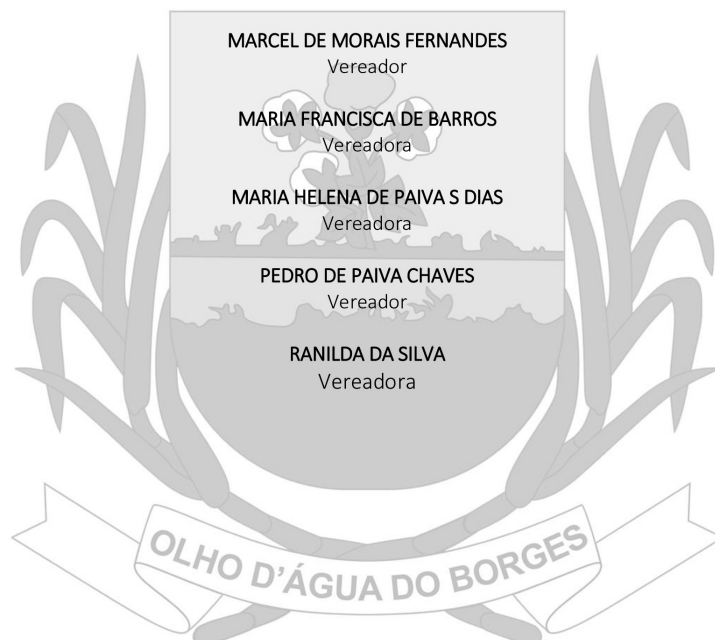 MARCEL DE MORAIS FERNANDES
Vereador
MARIA FRANCISCA DE BARROS
Vereadora
MARIA HELENA DE PAIVA S DIAS
Vereadora
PEDRO DE PAIVA CHAVES
Vereador
RANILDA DA SILVA
Vereadora
OLHO D’ÁGUA DO BORGES